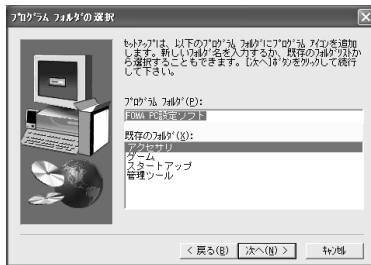 ﾌﾟﾛｸﾞﾗﾑ ﾌｫﾙﾀﾞの選択
ｾｯﾄｱｯﾌﾟは、以下のﾌﾟﾛｸﾞﾗﾑ ﾌｫﾙﾀﾞにﾌﾟﾛｸﾞﾗﾑ ｱｲｺﾝを追加
します。新しいﾌｫﾙﾀﾞ名を入力するか、既存のﾌｫﾙﾀﾞﾘｽﾄか
ら選択することもできます。[次へ]ﾎﾞﾀﾝをｸﾘｯｸして続行
して下さい。
ﾌﾟﾛｸﾞﾗﾑ ﾌｫﾙﾀﾞ(P):
FOMA PC設定ソフト
既存のﾌｫﾙﾀﾞ(X):
アクセサリ
ゲーム
スタートアップ
管理ツール
< 戻る(B)
次へ(N) >
ｷｬﾝｾﾙ